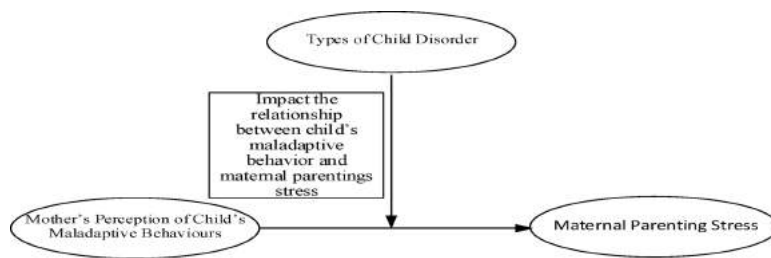 Types of Child Disorder
Impact the
relationship
between child's
maladaptive
behavior and
maternal parentings
stress
Mother's Perception of Child's
Maladaptive Behaviours
Maternal Parenting Stress